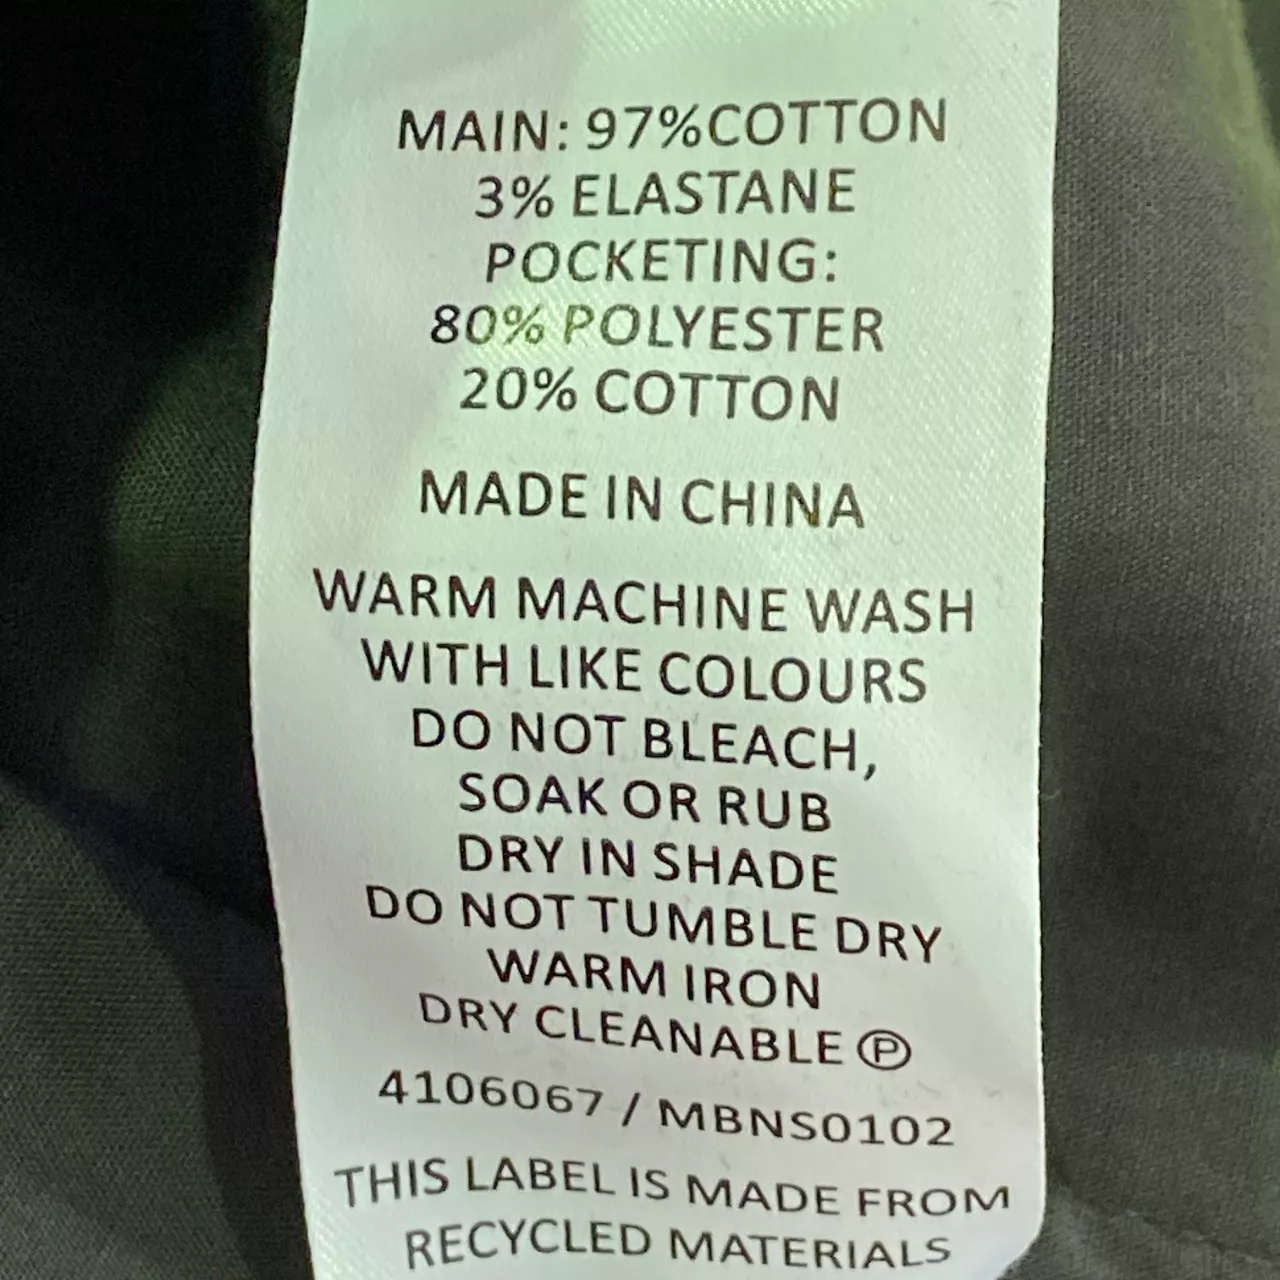 MAIN: 97%COTTON
3% ELASTANE
POCKETING:
80% POLYESTER
20% COTTON
MADE IN CHINA
WARM MACHINE WASH
WITH LIKE COLOURS
DO NOT BLEACH,
SOAK OR RUB
DRY IN SHADE
DO NOT TUMBLE DRY
WARM IRON
DRY CLEANABLE Ⓟ
4106067 / MBNS0102
THIS LABEL IS MADE FROM
RECYCLED MATERIALS